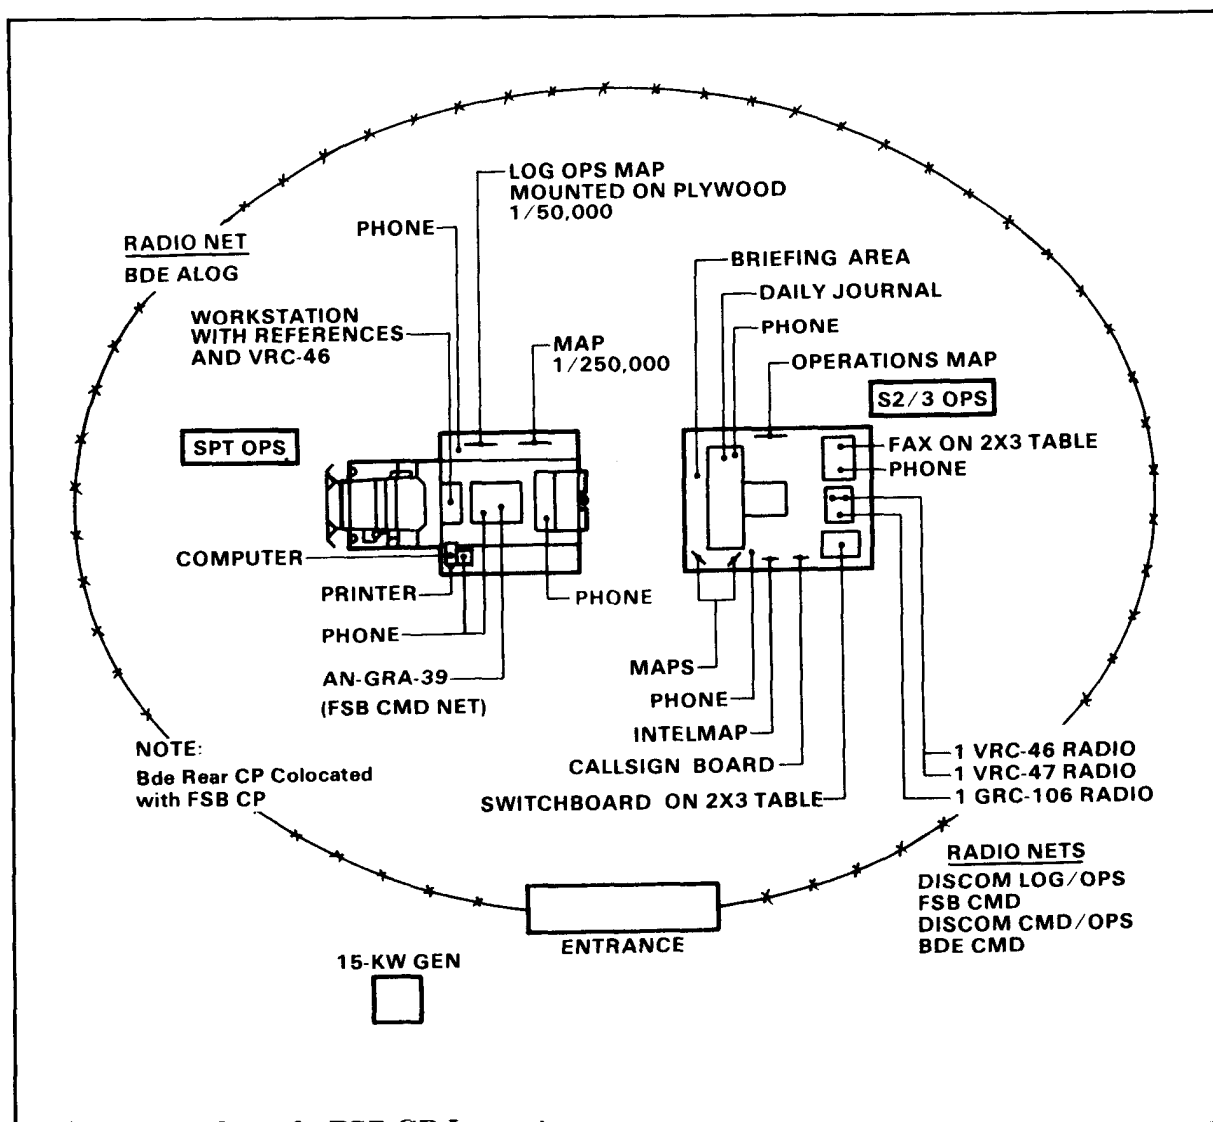 LOG OPS MAP
MOUNTED ON PLYWOOD
1/50,000
PHONE
RADIO NET
BDE ALOG
WORKSTATION
WITH REFERENCES
AND VRC-46
MAP
1/250,000
SPT OPS
COMPUTER
PRINTER
PHONE
PHONE
AN-GRA-39
(FSB CMD NET)
BRIEFING AREA
DAILY JOURNAL
PHONE
OPERATIONS MAP
S2/3 OPS
FAX ON 2X3 TABLE
PHONE
MAPS
PHONE
INTELMAP
CALLSIGN BOARD
SWITCHBOARD ON 2X3 TABLE
1 VRC-46 RADIO
1 VRC-47 RADIO
1 GRC-106 RADIO
NOTE:
Bde Rear CP Colocated
with FSB CP
RADIO NETS
DISCOM LOG/OPS
FSB CMD
DISCOM CMD/OPS
BDE CMD
ENTRANCE
15-KW GEN
FSB CP